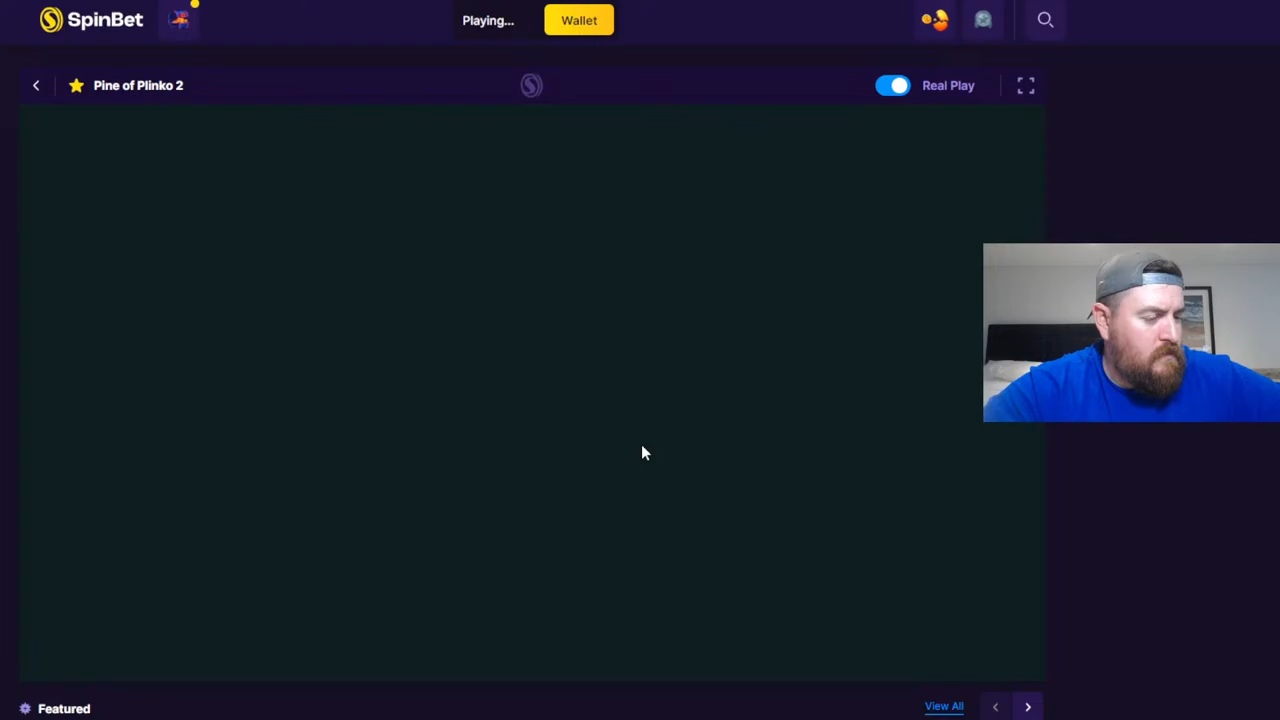 SpinBet
Playing...
Wallet
Pine of Plinko 2
Real Play
Featured
View All